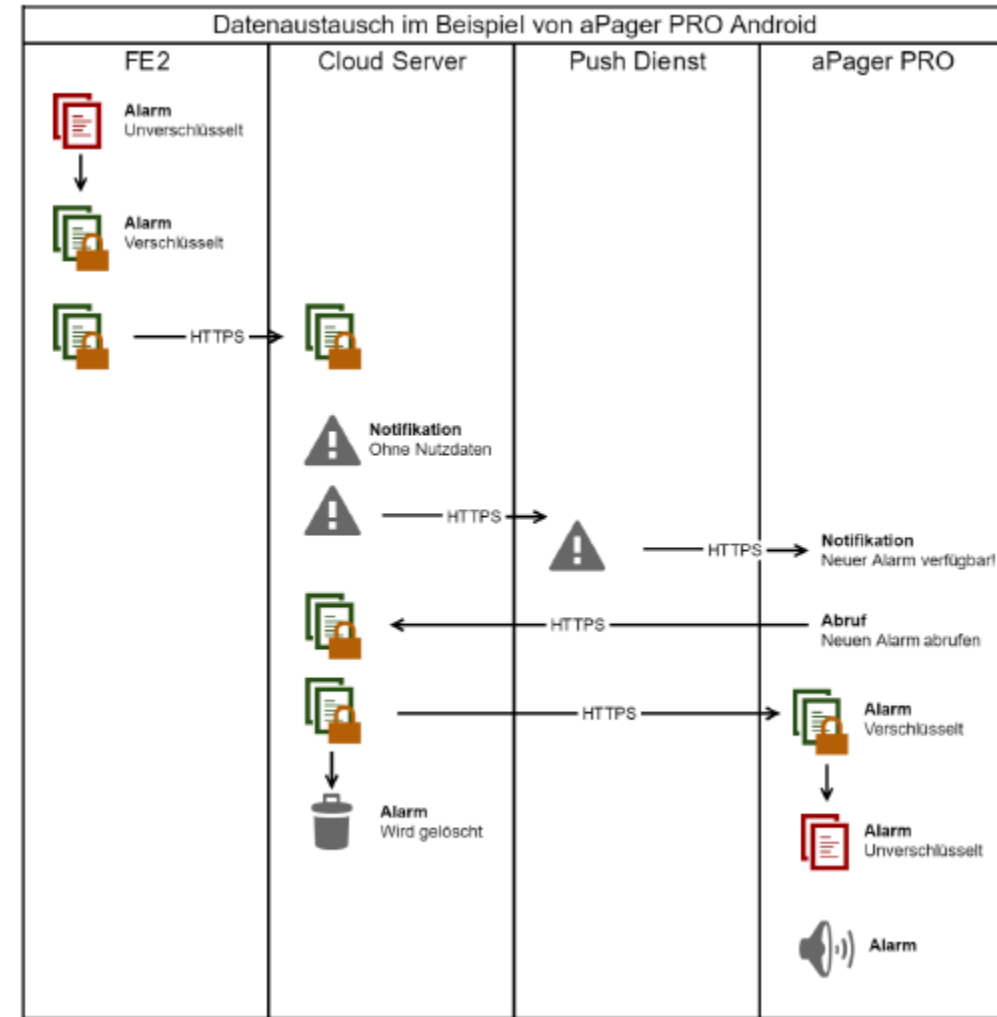 Datenaustausch im Beispiel von aPager PRO Android
FE2
Cloud Server
Push Dienst
aPager PRO
Alarm
Unverschlüsselt
Alarm
Verschlüsselt
HTTPS
Notifikation
Ohne Nutzdaten
HTTPS
HTTPS
Notifikation
Neuer Alarm verfügbar!
HTTPS
Abruf
Neuen Alarm abrufen
HTTPS
Alarm
Verschlüsselt
Alarm
Wird gelöscht
Alarm
Unverschlüsselt
Alarm